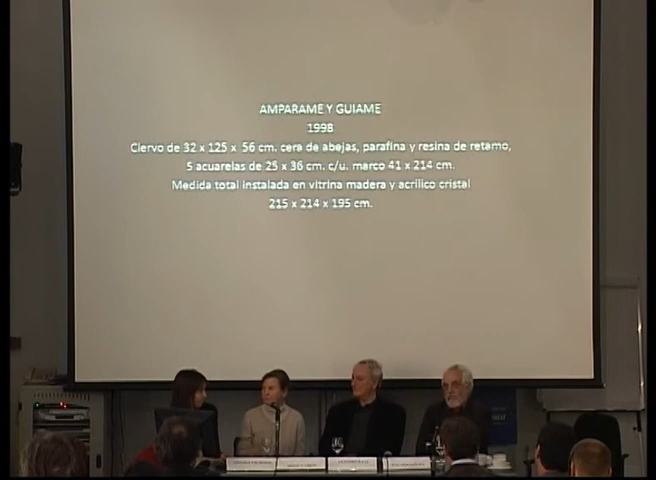 AMPARAME Y GUIAME
1998
Ciervo de 32 x 125 x 56 cm. cera de abejas, parafina y resina de retamo,
5 acuarelas de 25 x 36 cm. c/u. marco 41 x 214 cm.
Medida total instalada en vitrina madera y acrílico cristal
215 x 214 x 195 cm.